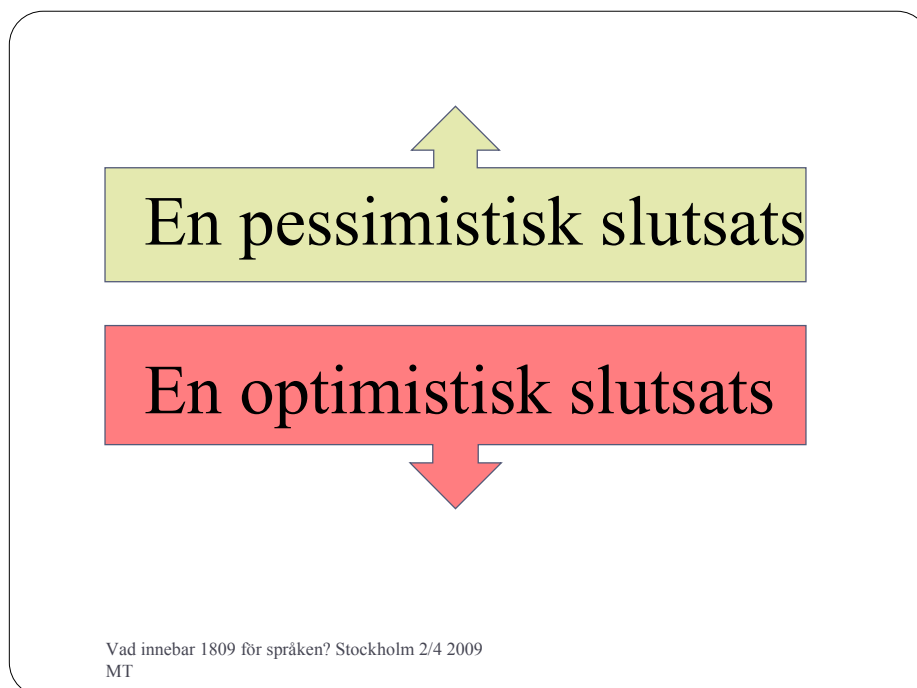 En pessimistisk slutsats
En optimistisk slutsats
Vad innebar 1809 för språken? Stockholm 2/4 2009
MT